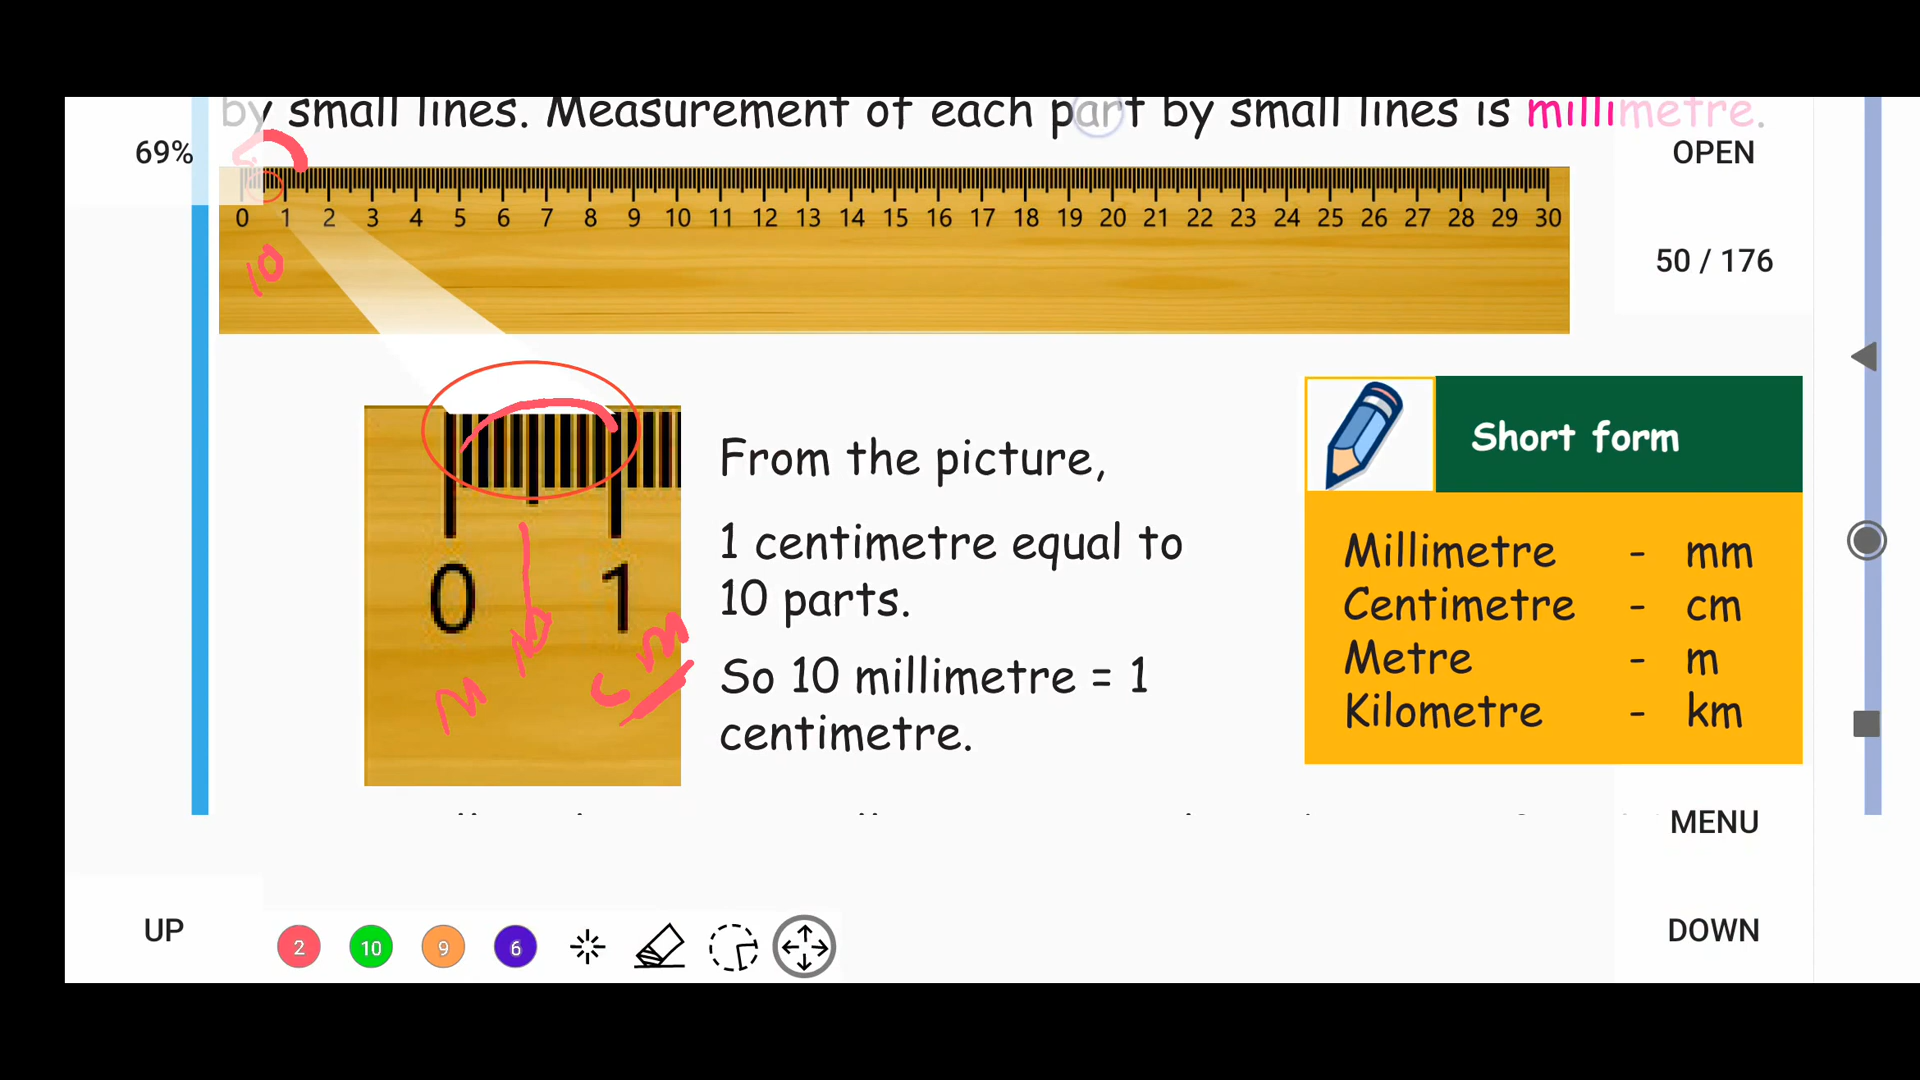 by small lines. Measurement of each part by small lines is millimetre.
69%
OPEN
0 1 2 3 4 5 6 7 8 9 10 11 12 13 14 15 16 17 18 19 20 21 22 23 24 25 26 27 28 29 30
10
50 / 176
From the picture,
1 centimetre equal to
10 parts.
So 10 millimetre = 1
centimetre.
0 1
cm
Short form
Millimetre - mm
Centimetre - cm
Metre - m
Kilometre - km
MENU
UP
2 10 9 6
DOWN